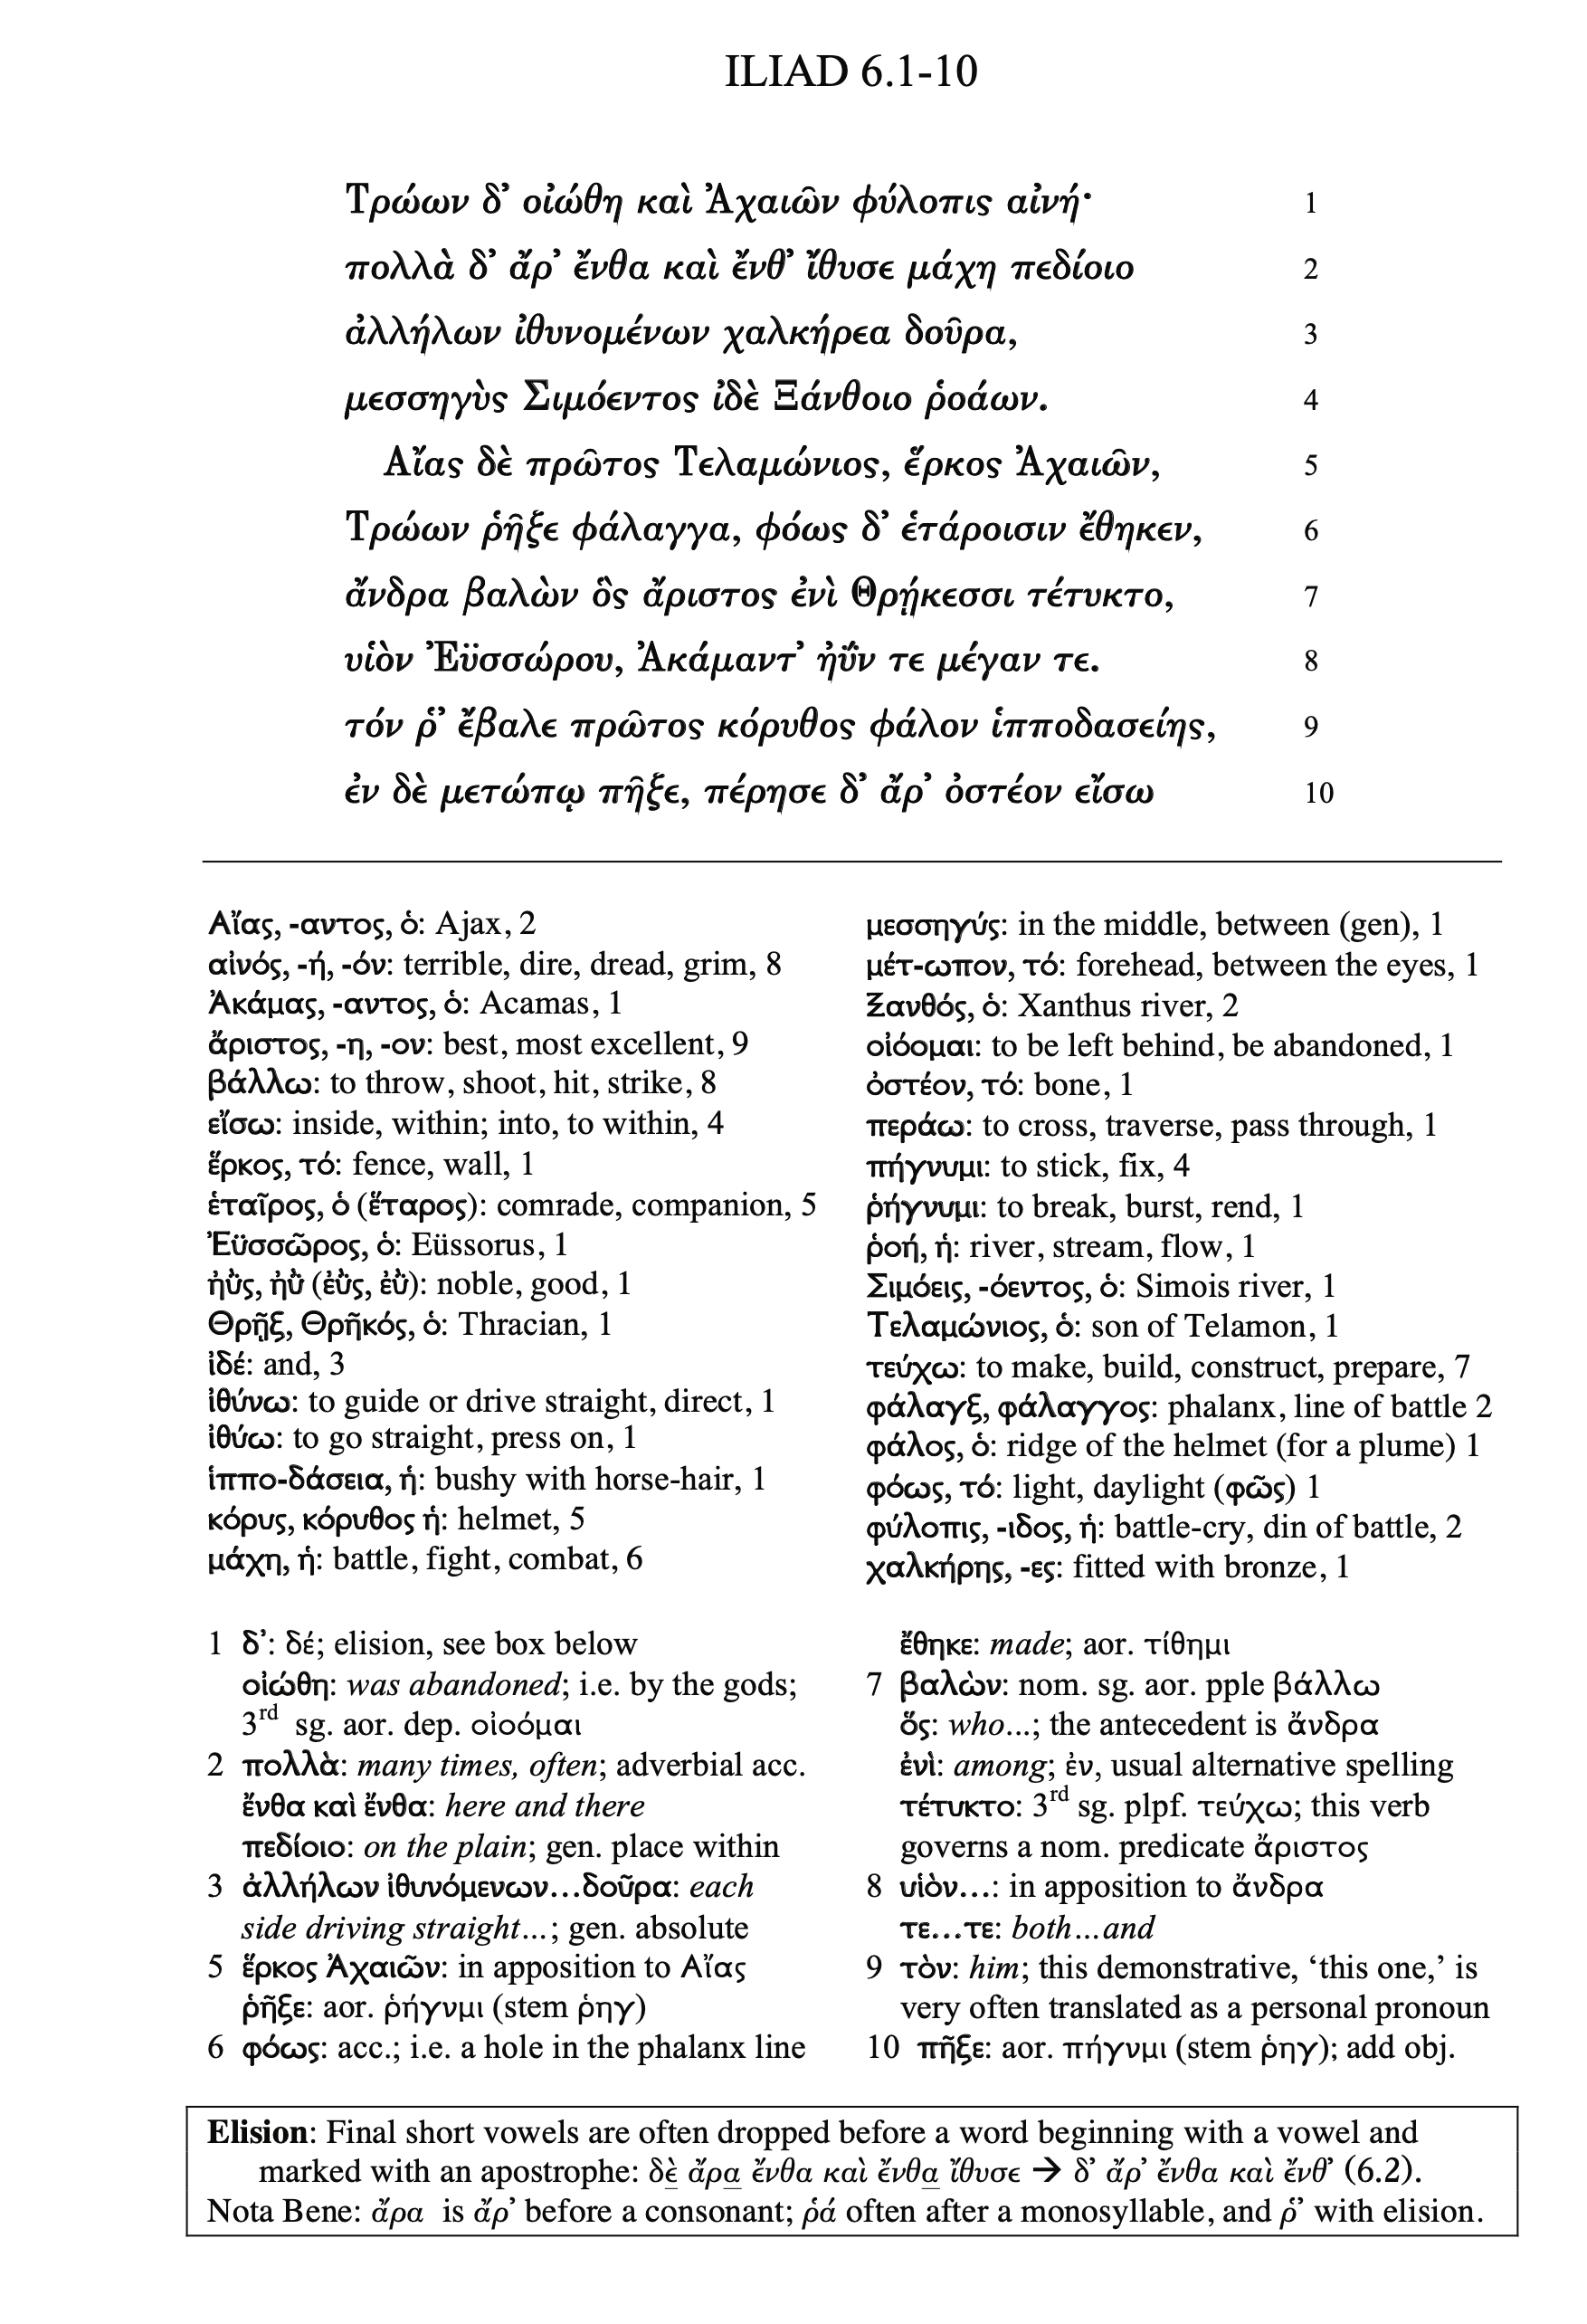 ILIAD 6.1-10
Τρώων δ’ οἰώθη καὶ Ἀχαιῶν φύλοπις αἰνή· 1
πολλὰ δ’ ἄρ’ ἔνθα καὶ ἔνθ’ ἴθυσε μάχη πεδίοιο 2
ἀλλήλων ἰθυνομένων χαλκήρεα δοῦρα, 3
μεσσηγὺς Σιμόεντος ἰδὲ Ξάνθοιο ῥοάων. 4
Αἴας δὲ πρῶτος Τελαμώνιος, ἕρκος Ἀχαιῶν, 5
Τρώων ῥῆξε φάλαγγα, φόως δ’ ἑτάροισιν ἔθηκεν, 6
ἄνδρα βαλὼν ὃς ἄριστος ἐνὶ Θρῄκεσσι τέτυκτο, 7
υἱὸν Ἐϋσσώρου, Ἀκάμαντ’ ἠΰν τε μέγαν τε. 8
τόν ῥ’ ἔβαλε πρῶτος κόρυθος φάλον ἱπποδασείης, 9
ἐν δὲ μετώπῳ πῆξε, πέρησε δ’ ἄρ’ ὀστέον εἴσω 10
Αἴας, -αντος, ὁ: Ajax, 2
αἰνός, -ή, -όν: terrible, dire, dread, grim, 8
Ἀκάμας, -αντος, ὁ: Acamas, 1
ἄριστος, -η, -ον: best, most excellent, 9
βάλλω: to throw, shoot, hit, strike, 8
εἴσω: inside, within; into, to within, 4
ἕρκος, τό: fence, wall, 1
ἑταῖρος, ὁ (ἕταρος): comrade, companion, 5
Ἐϋσσῶρος, ὁ: Eüssorus, 1
ἠῢς, ἠῢ (ἐῢς, ἐῢ): noble, good, 1
Θρῇξ, Θρῆκός, ὁ: Thracian, 1
ἰδέ: and, 3
ἰθύνω: to guide or drive straight, direct, 1
ἰθύω: to go straight, press on, 1
ἱππο-δάσεια, ἡ: bushy with horse-hair, 1
κόρυς, κόρυθος ἡ: helmet, 5
μάχη, ἡ: battle, fight, combat, 6
μεσσηγύς: in the middle, between (gen), 1
μέτ-ωπον, τό: forehead, between the eyes, 1
Ξανθός, ὁ: Xanthus river, 2
οἰόομαι: to be left behind, be abandoned, 1
ὀστέον, τό: bone, 1
περάω: to cross, traverse, pass through, 1
πήγνυμι: to stick, fix, 4
ῥήγνυμι: to break, burst, rend, 1
ῥοή, ἡ: river, stream, flow, 1
Σιμόεις, -όεντος, ὁ: Simois river, 1
Τελαμώνιος, ὁ: son of Telamon, 1
τεύχω: to make, build, construct, prepare, 7
φάλαγξ, φάλαγγος: phalanx, line of battle 2
φάλος, ὁ: ridge of the helmet (for a plume) 1
φόως, τό: light, daylight (φῶς) 1
φύλοπις, -ιδος, ἡ: battle-cry, din of battle, 2
χαλκήρης, -ες: fitted with bronze, 1
1 δ’: δέ; elision, see box below
οἰώθη: was abandoned; i.e. by the gods;
3rd sg. aor. dep. οἰοόμαι
2 πολλὰ: many times, often; adverbial acc.
ἔνθα καὶ ἔνθα: here and there
πεδίοιο: on the plain; gen. place within
3 ἀλλήλων ἰθυνόμενων...δοῦρα: each
side driving straight...; gen. absolute
5 ἕρκος Ἀχαιῶν: in apposition to Αἴας
ῥῆξε: aor. ῥήγνμι (stem ῥηγ)
6 φόως: acc.; i.e. a hole in the phalanx line
ἔθηκε: made; aor. τίθημι
7 βαλὼν: nom. sg. aor. pple βάλλω
ὅς: who...; the antecedent is ἄνδρα
ἐνὶ: among; ἐν, usual alternative spelling
τέτυκτο: 3rd sg. plpf. τεύχω; this verb
governs a nom. predicate ἄριστος
8 υἱὸν...: in apposition to ἄνδρα
τε...τε: both...and
9 τὸν: him; this demonstrative, ‘this one,’ is
very often translated as a personal pronoun
10 πῆξε: aor. πήγνμι (stem ῥηγ); add obj.
Elision: Final short vowels are often dropped before a word beginning with a vowel and
marked with an apostrophe: δὲ ἄρα ἔνθα καὶ ἔνθα ἴθυσε → δ’ ἄρ’ ἔνθα καὶ ἔνθ’ (6.2).
Nota Bene: ἄρα is ἄρ’ before a consonant; ῥά often after a monosyllable, and ῥ’ with elision.